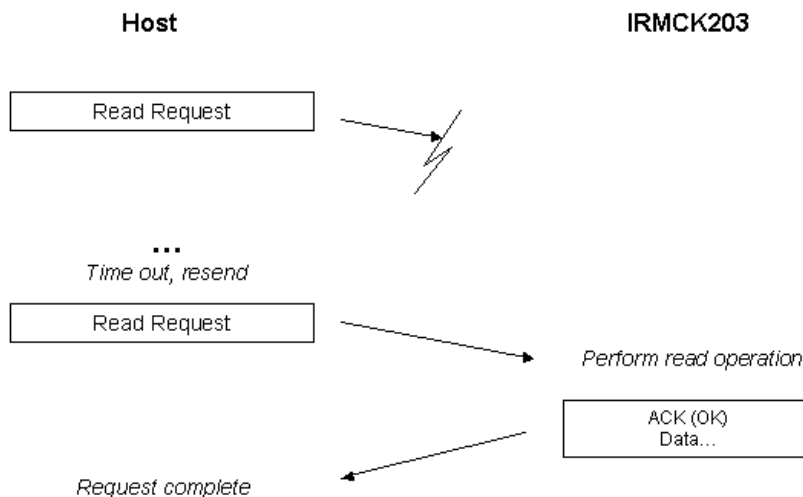 Host
IRMCK203
Read Request
...
Time out, resend
Read Request
Perform read operation
ACK (OK)
Data...
Request complete